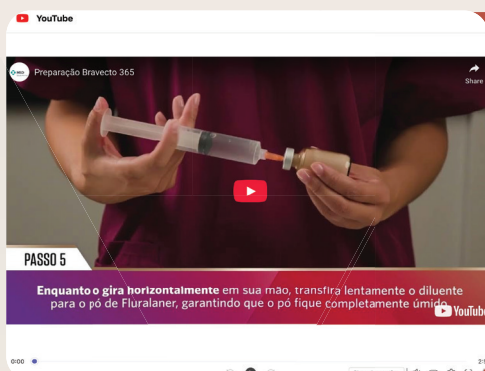 YouTube
MSD
Preparação Bravecto 365
Share
PASSO 5
Enquanto o gira horizontalmente em sua mão, transfira lentamente o diluente
para o pó de Fluralaner, garantindo que o pó fique completamente úmido
YouTube
0:00